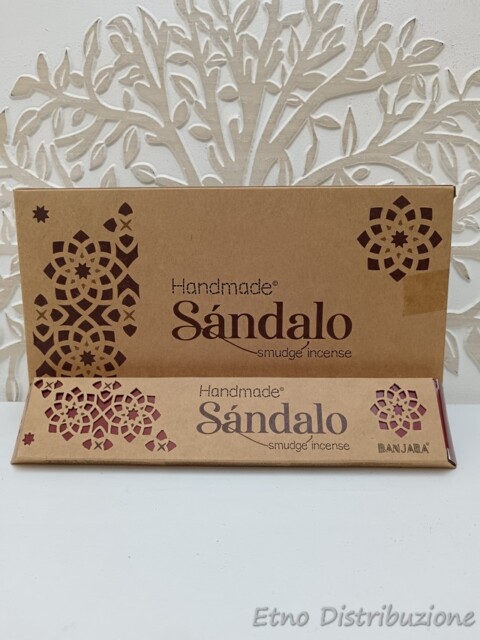 Handmade©
Sándalo
smudge incense
Handmade©
Sándalo
smudge incense
BANJARA®
Etno Distribuzione